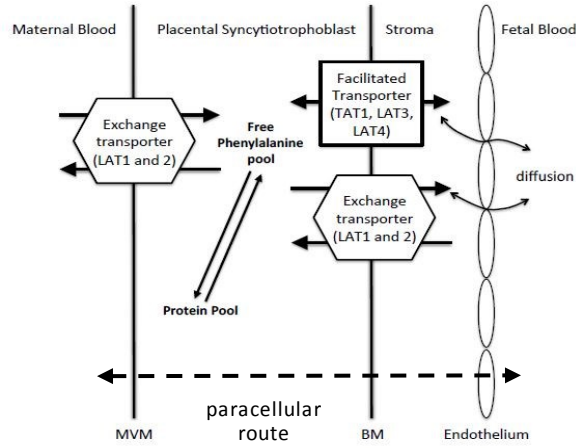 Maternal Blood
Placental Syncytiotrophoblast
Stroma
Fetal Blood
Facilitated
Transporter
(TAT1, LAT3,
LAT4)
Exchange
transporter
(LAT1 and 2)
Free
Phenylalanine
pool
diffusion
Exchange
transporter
(LAT1 and 2)
Protein Pool
paracellular
route
MVM
BM
Endothelium